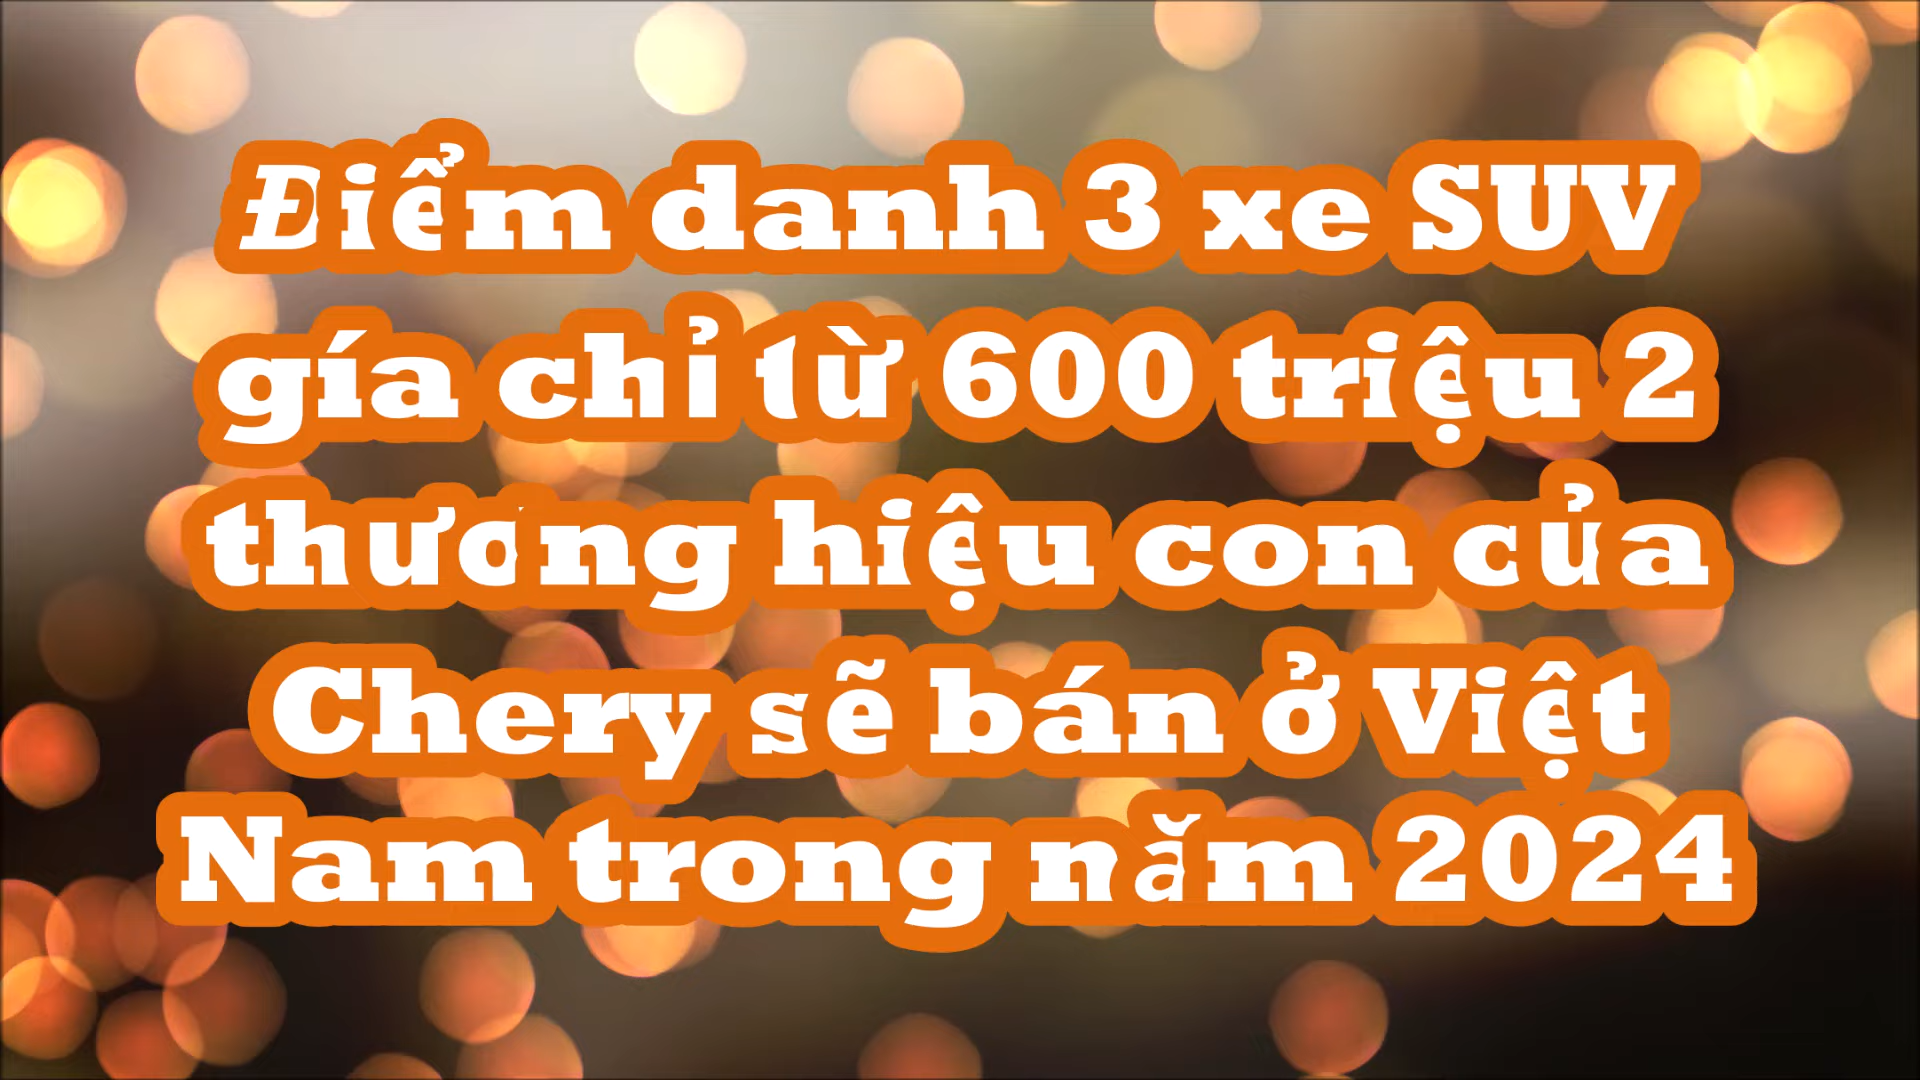 Điểm danh 3 xe SUV
gía chỉ từ 600 triệu 2
thương hiệu con của
Chery sẽ bán ở Việt
Nam trong năm 2024